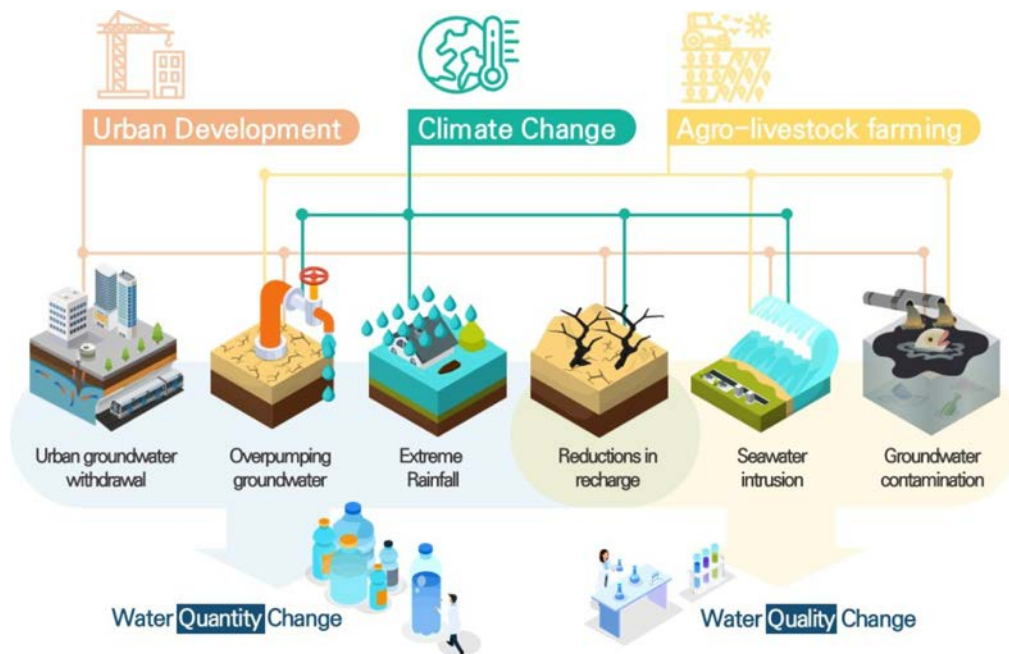 Urban Development
Climate Change
Agro-livestock farming
Urban groundwater
withdrawal
Overpumping
groundwater
Extreme
Rainfall
Reductions in
recharge
Seawater
intrusion
Groundwater
contamination
Water Quantity Change
Water Quality Change